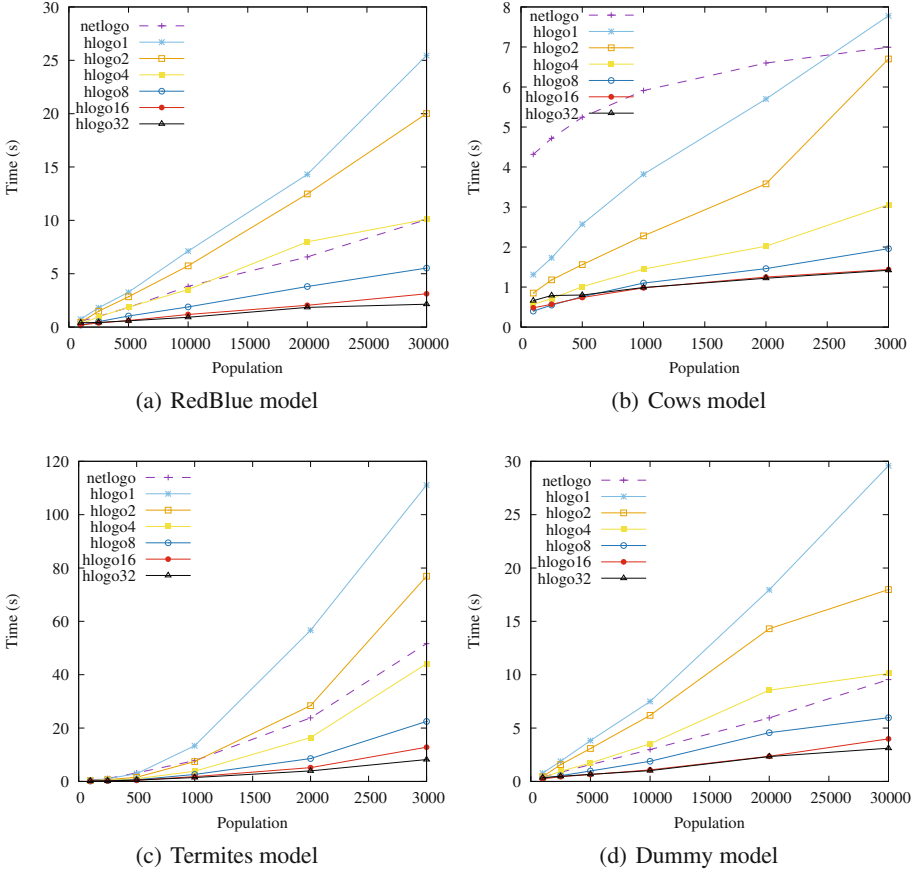 30
25
20
15
10
5
0
Time (s)
netlogo
hlogo1
hlogo2
hlogo4
hlogo8
hlogo16
hlogo32
0 5000 10000 15000 20000 25000 30000
Population
(a) RedBlue model
8
7
6
5
4
3
2
1
0
Time (s)
netlogo
hlogo1
hlogo2
hlogo4
hlogo8
hlogo16
hlogo32
0 500 1000 1500 2000 2500 3000
Population
(b) Cows model
120
100
80
60
40
20
0
Time (s)
netlogo
hlogo1
hlogo2
hlogo4
hlogo8
hlogo16
hlogo32
0 500 1000 1500 2000 2500 3000
Population
(c) Termites model
30
25
20
15
10
5
0
Time (s)
netlogo
hlogo1
hlogo2
hlogo4
hlogo8
hlogo16
hlogo32
0 5000 10000 15000 20000 25000 30000
Population
(d) Dummy model